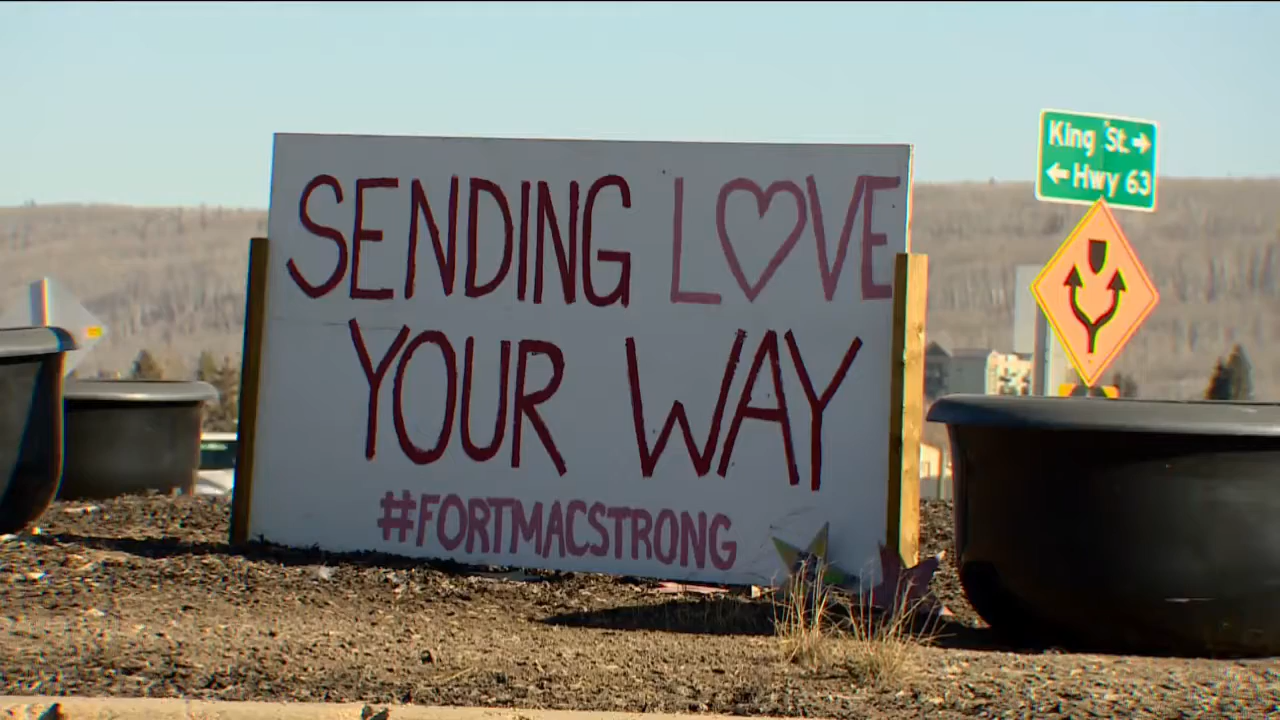 SENDING LOVE
YOUR WAY
#FORTMACSTRONG
King St. →
← Hwy 63